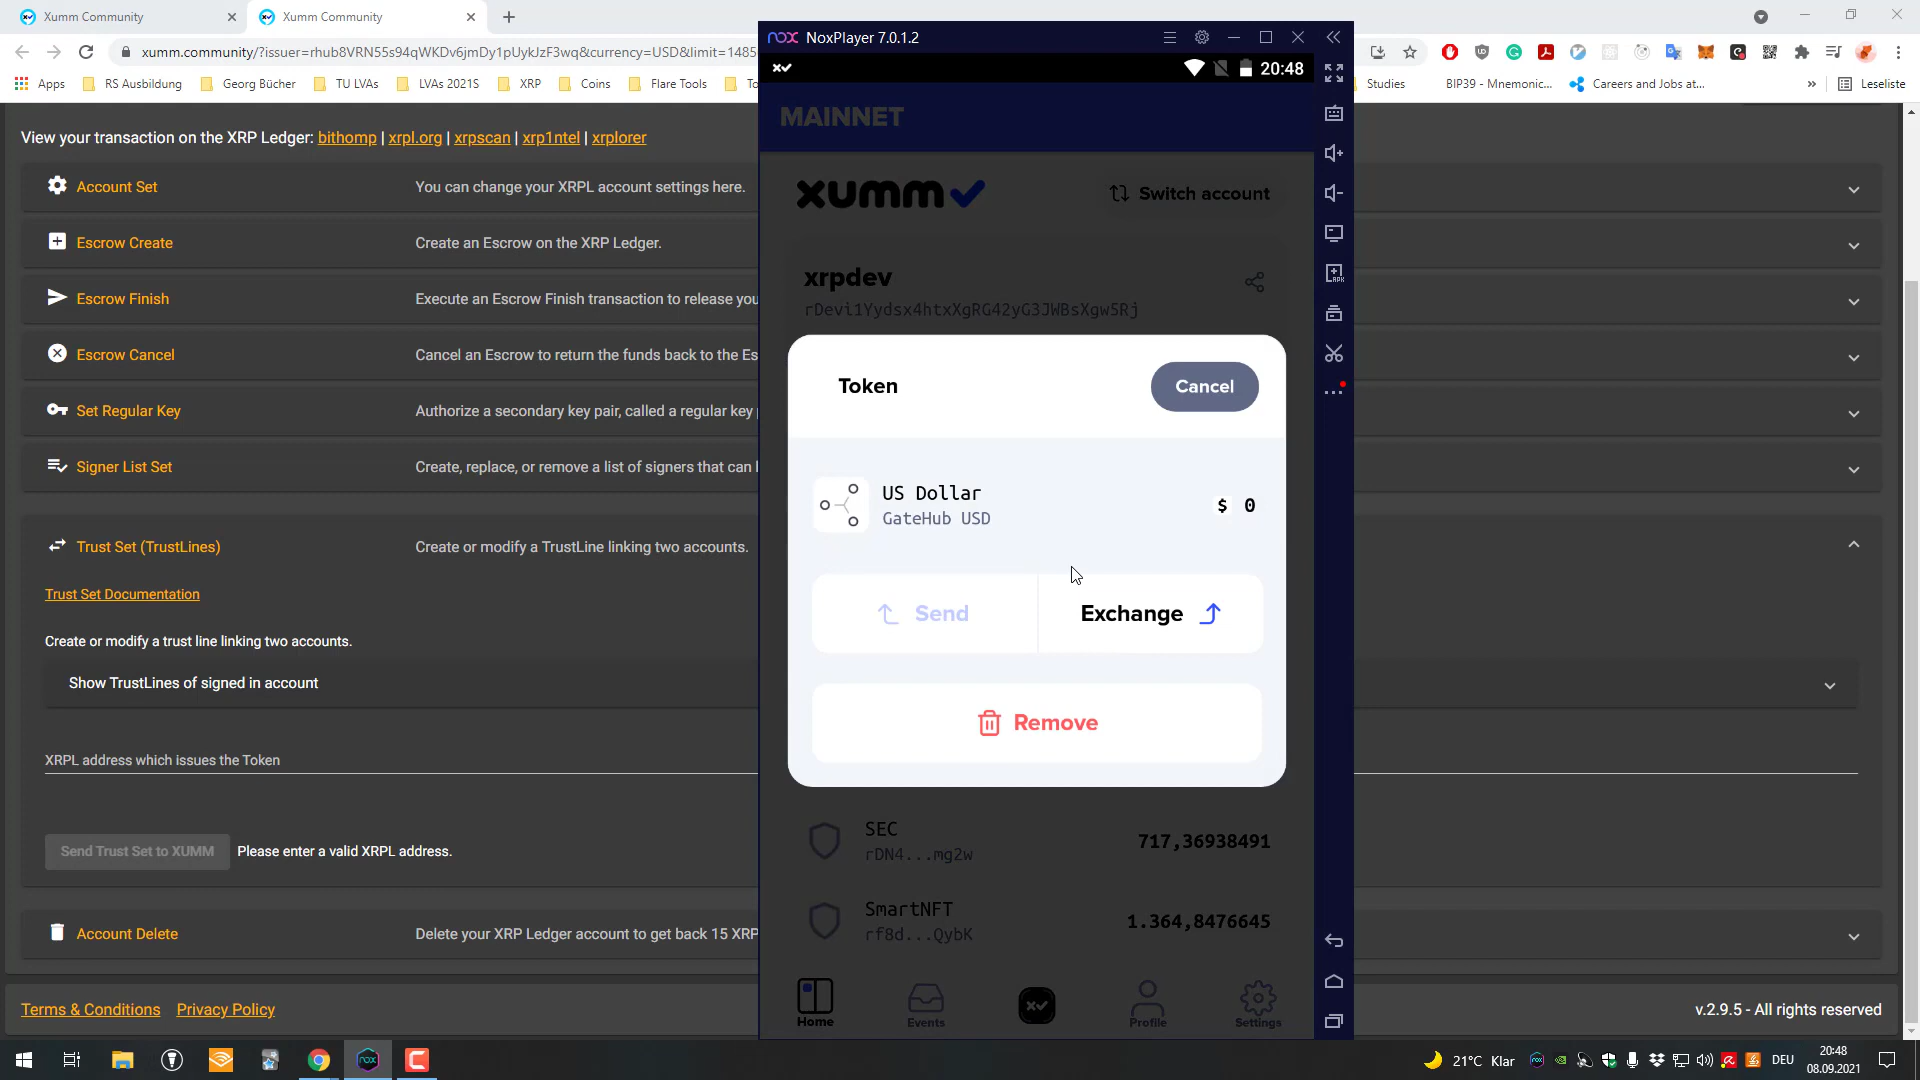 Xumm Community
Xumm Community
xumm.community/?issuer=rhub8VRN55s94qWKDv6jmDy1pUykJzF3wq&currency=USD&limit=1485
Apps
RS Ausbildung
Georg Bücher
TU LVAs
LVAs 2021S
XRP
Coins
Flare Tools
Studies
BIP39 - Mnemonic...
Careers and Jobs at...
»
Leseliste
NoxPlayer 7.0.1.2
20:48
MAINNET
xumm
Switch account
xrpdev
rDevi1Yydsx4htxXgRG42yG3JWBsXgw5Rj
Token
Cancel
US Dollar
GateHub USD
$ 0
Send
Exchange
Remove
SEC
rDN4...mg2w
717,36938491
SmartNFT
rf8d...QybK
1.364,8476645
Home
Events
Profile
Settings
View your transaction on the XRP Ledger: bithomp | xrpl.org | xrpscan | xrp1ntel | xrplorer
Account Set
You can change your XRPL account settings here.
Escrow Create
Create an Escrow on the XRP Ledger.
Escrow Finish
Execute an Escrow Finish transaction to release you
Escrow Cancel
Cancel an Escrow to return the funds back to the Es
Set Regular Key
Authorize a secondary key pair, called a regular key
Signer List Set
Create, replace, or remove a list of signers that can
Trust Set (TrustLines)
Create or modify a TrustLine linking two accounts.
Trust Set Documentation
Create or modify a trust line linking two accounts.
Show TrustLines of signed in account
XRPL address which issues the Token
Send Trust Set to XUMM
Please enter a valid XRPL address.
Account Delete
Delete your XRP Ledger account to get back 15 XRP
Terms & Conditions
Privacy Policy
v.2.9.5 - All rights reserved
21°C Klar
DEU
20:48
08.09.2021